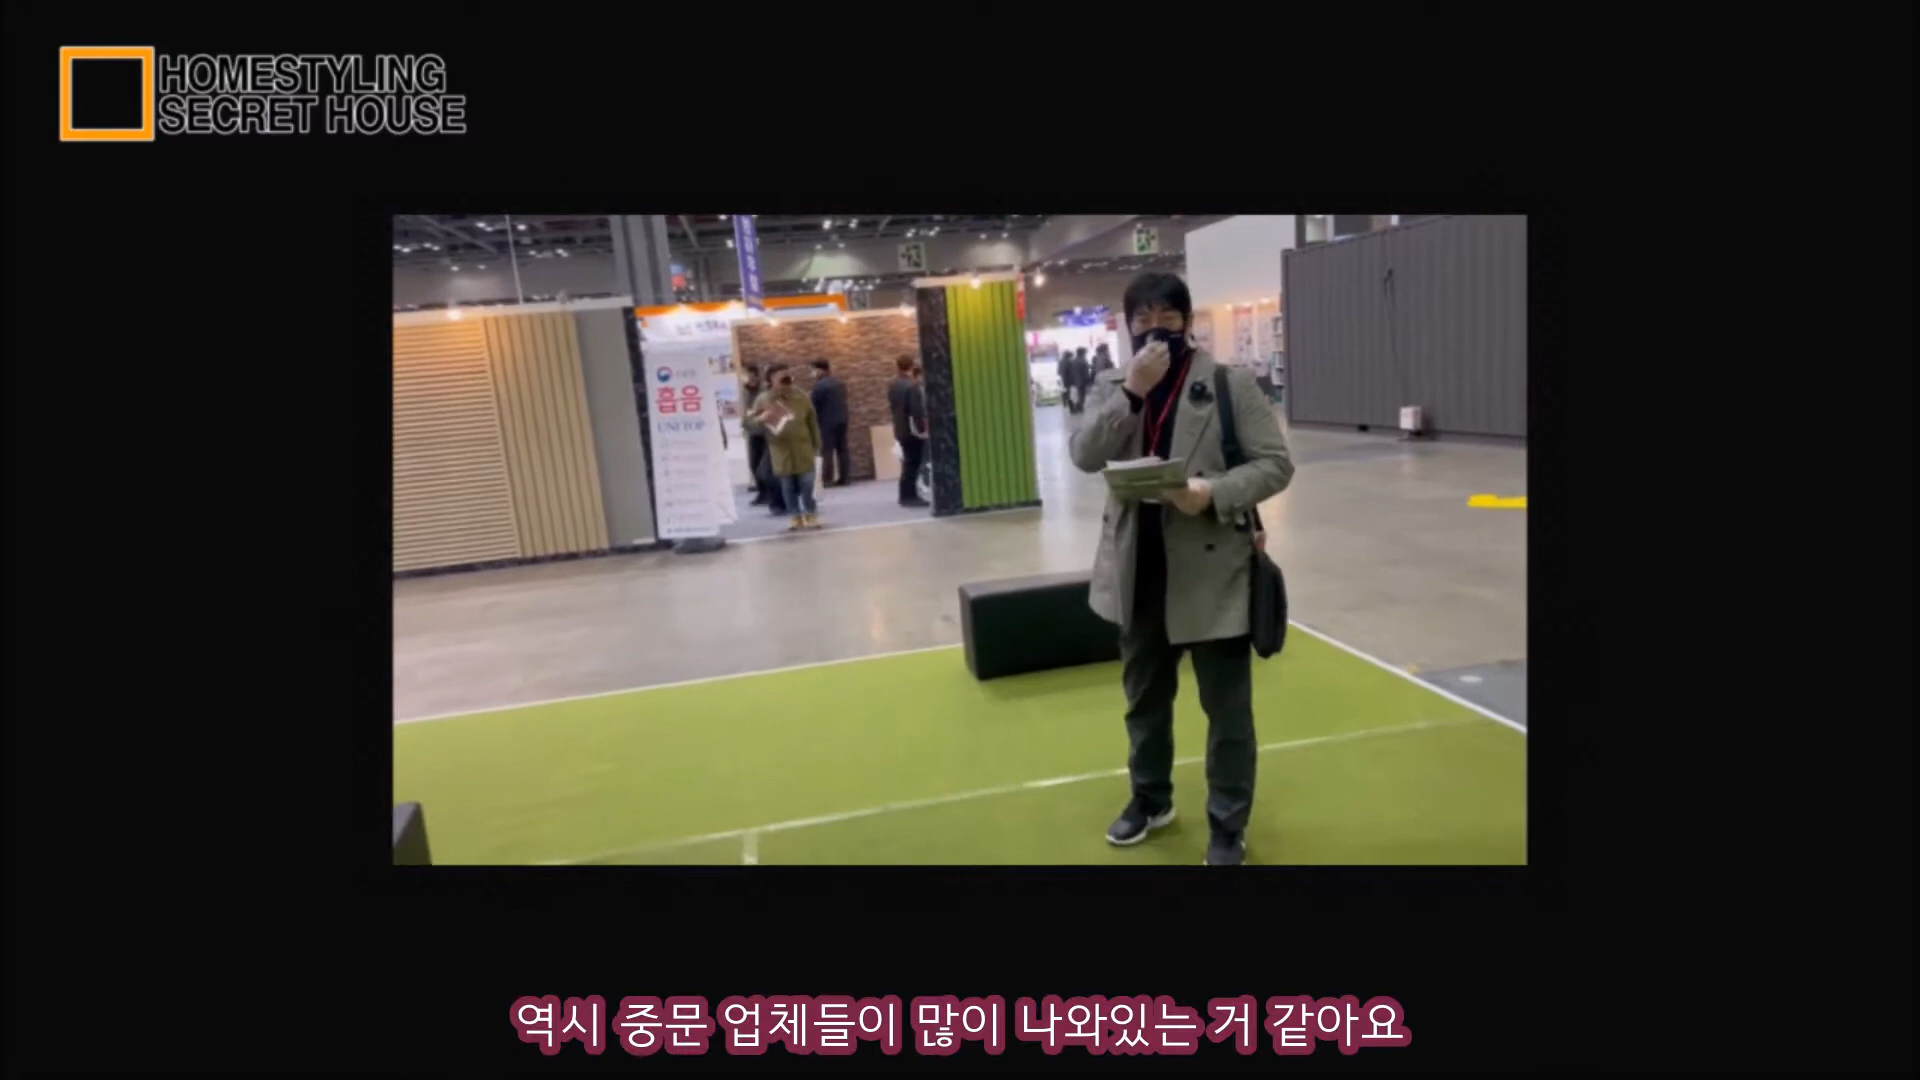 HOMESTYLING
SECRET HOUSE
흡음
UNITOP
역시 중문 업체들이 많이 나와있는 거 같아요